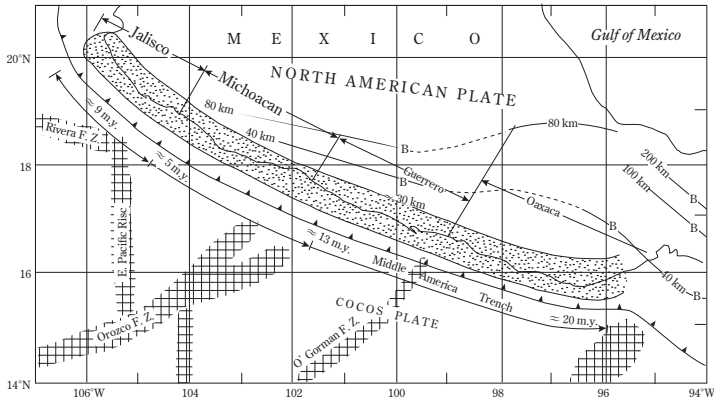 Jalisco
M E X I C O
Gulf of Mexico
20°N
NORTH AMERICAN PLATE
Michoacan
80 km
80 km
≈ 9 m.y.
Rivera F. Z.
40 km
B
200 km
100 km
18
≈ 5 m.y.
Guerrero
B
B
30 km
Oaxaca
B
B
E. Pacific Rise
≈ 13 m.y.
Middle America Trench
16
40 km
B
COCOS PLATE
≈ 20 m.y.
Orozco F. Z.
O' Gorman F. Z.
14°N
106°W
104
102
100
98
96
94°W